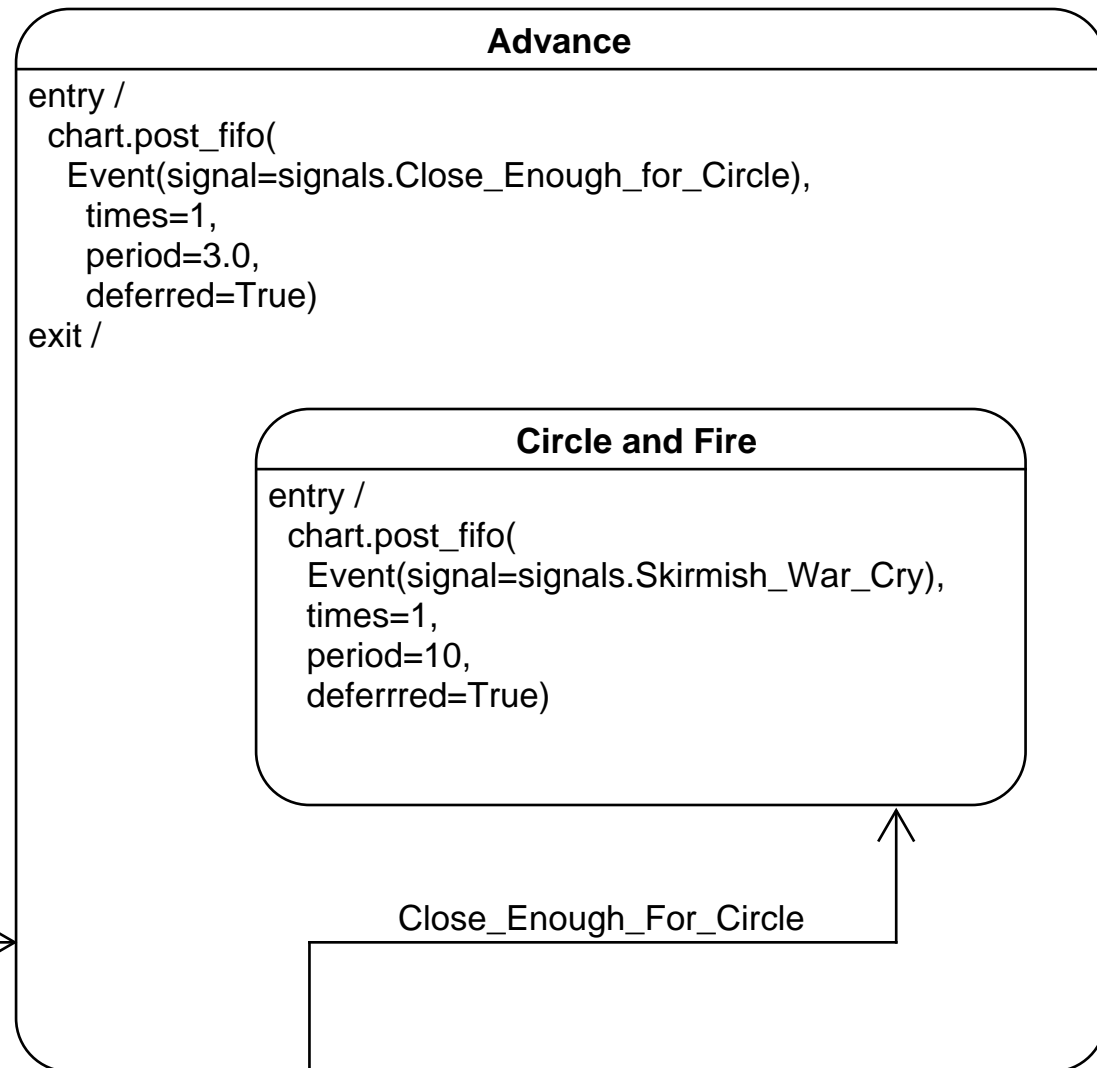 Advance
entry /
chart.post_fifo(
Event(signal=signals.Close_Enough_for_Circle),
times=1,
period=3.0,
deferred=True)
exit /
Circle and Fire
entry /
chart.post_fifo(
Event(signal=signals.Skirmish_War_Cry),
times=1,
period=10,
deferrred=True)
Close_Enough_For_Circle